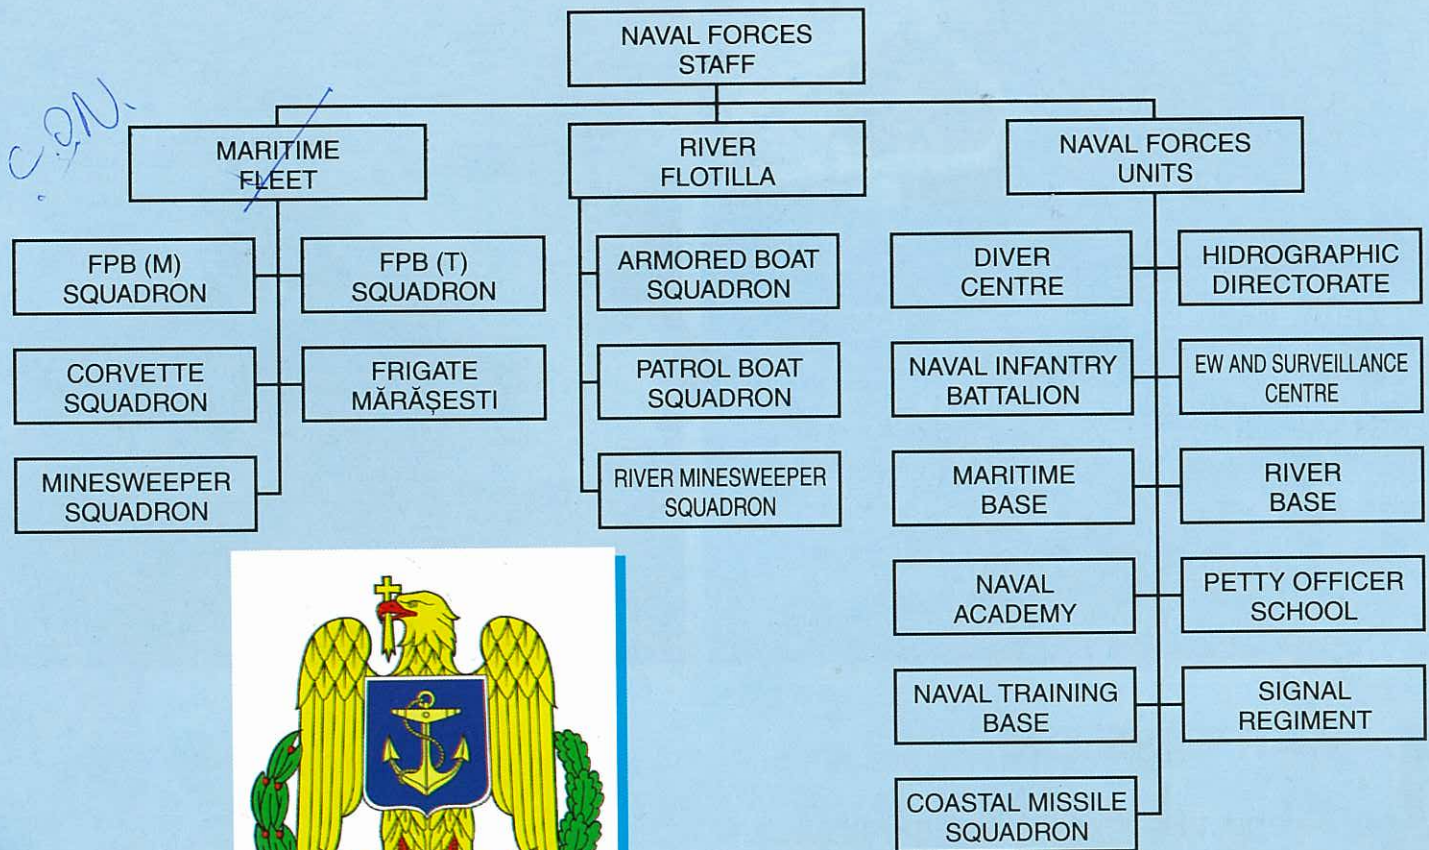 NAVAL FORCES
STAFF
C.O.N.
MARITIME
FLEET
RIVER
FLOTILLA
NAVAL FORCES
UNITS
FPB (M)
SQUADRON
FPB (T)
SQUADRON
CORVETTE
SQUADRON
FRIGATE
MĂRĂȘESTI
MINESWEEPER
SQUADRON
ARMORED BOAT
SQUADRON
PATROL BOAT
SQUADRON
RIVER MINESWEEPER
SQUADRON
DIVER
CENTRE
HIDROGRAPHIC
DIRECTORATE
NAVAL INFANTRY
BATTALION
EW AND SURVEILLANCE
CENTRE
MARITIME
BASE
RIVER
BASE
NAVAL
ACADEMY
PETTY OFFICER
SCHOOL
NAVAL TRAINING
BASE
SIGNAL
REGIMENT
COASTAL MISSILE
SQUADRON